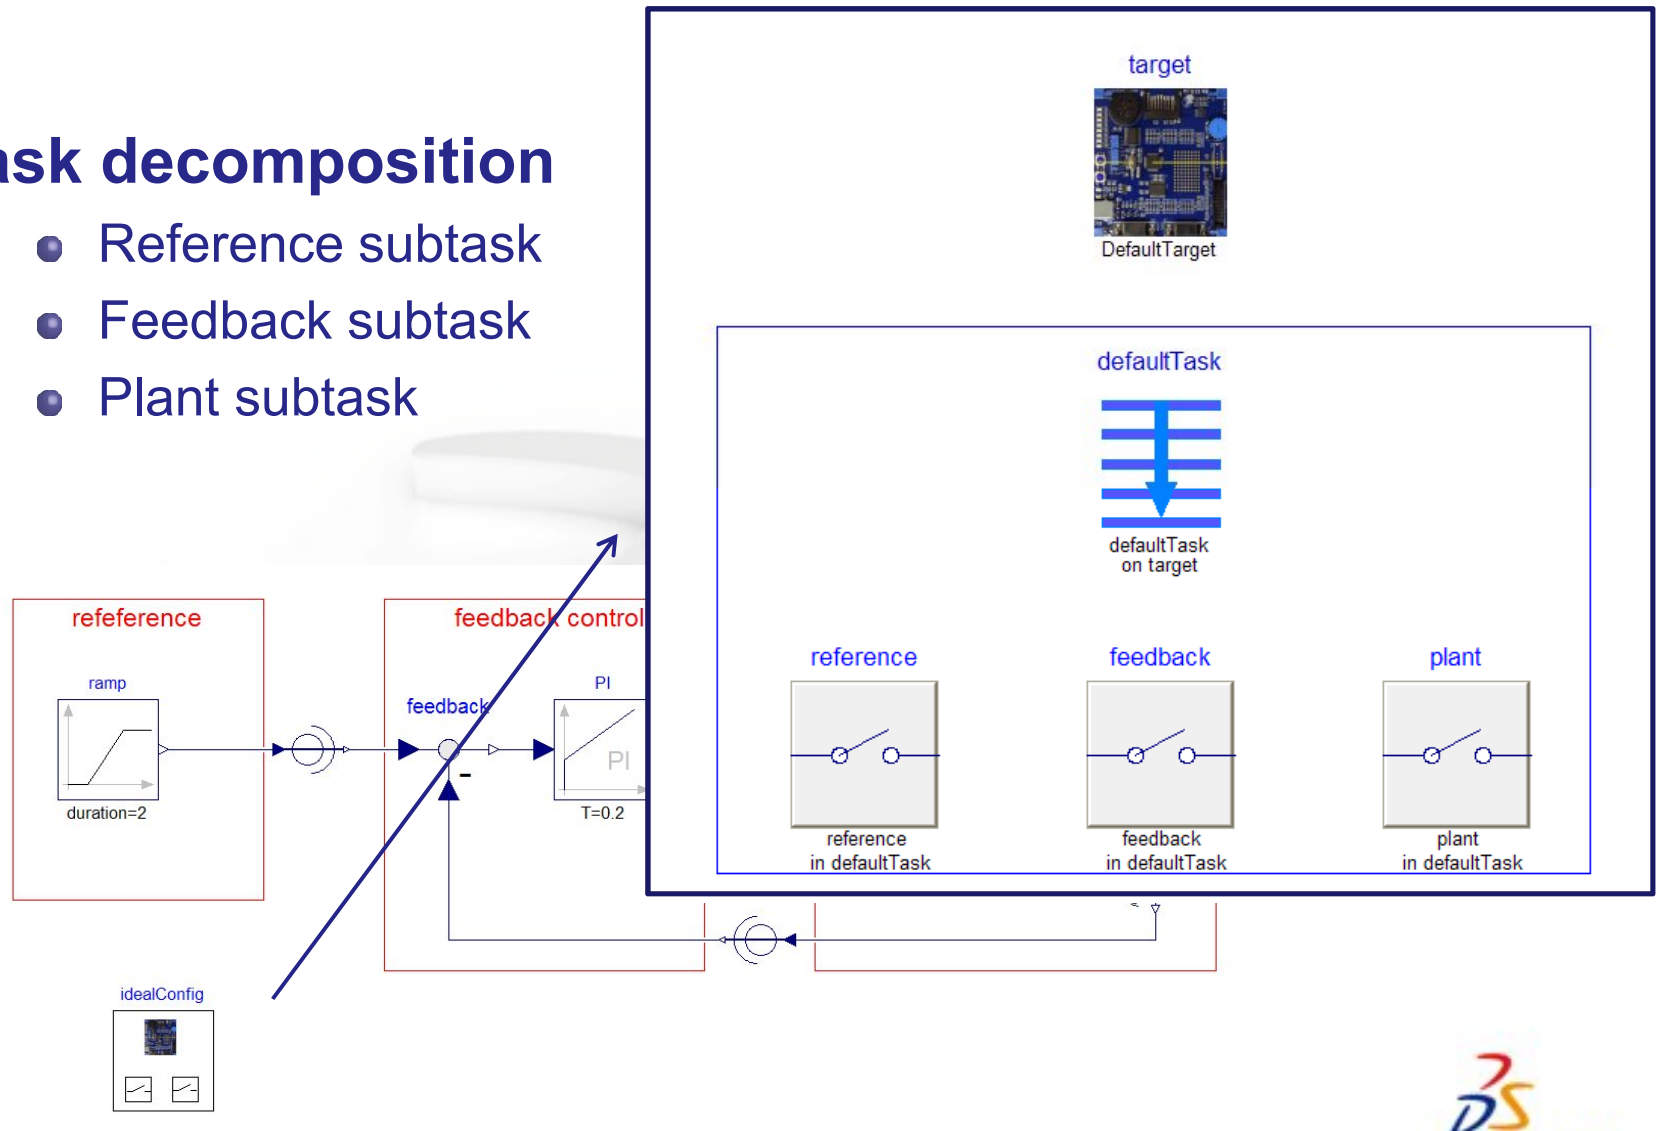 ask decomposition
Reference subtask
Feedback subtask
Plant subtask
target
DefaultTarget
defaultTask
defaultTask
on target
reference
feedback
plant
reference
in defaultTask
feedback
in defaultTask
plant
in defaultTask
refeference
ramp
duration=2
feedback control
feedback
-
PI
PI
T=0.2
idealConfig